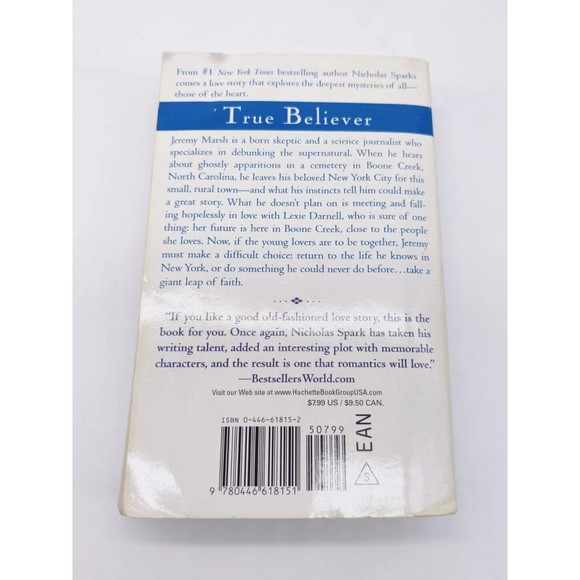 From #1 New York Times bestselling author Nicholas Sparks
comes a love story that explores the deepest mysteries of all—
those of the heart.
True Believer
Jeremy Marsh is a born skeptic and a science journalist who
specializes in debunking the supernatural. When he hears
about ghostly apparitions in a cemetery in Boone Creek,
North Carolina, he leaves his beloved New York City for
this small, rural town—and what his instincts tell him could make
a great story. What he doesn't plan on is meeting and fall-
ing hopelessly in love with Lexie Darnell, who is sure of one
thing: her future is here in Boone Creek, close to the people
she loves. Now, if the young lovers are to be together, Jeremy
must make a difficult choice: return to the life he knows in
New York, or do something he could never do before…take a
giant leap of faith.
"If you like a good old-fashioned love story, this is the
book for you. Once again, Nicholas Spark has taken his
writing talent, added an interesting plot with memorable
characters, and the result is one that romantics will love."
—BestsellersWorld.com
Visit our Web site at www.HachetteBookGroupUSA.com
$7.99 US / $9.50 CAN.
ISBN 0-446-61815-2
50799
EAN
S
9 780446 618151